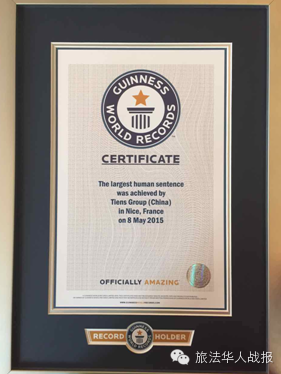 GUINNESS
WORLD RECORDS
CERTIFICATE
The largest human sentence
was achieved by
Tiens Group (China)
in Nice, France
on 8 May 2015
OFFICIALLY AMAZING
RECORD HOLDER
旅法华人战报